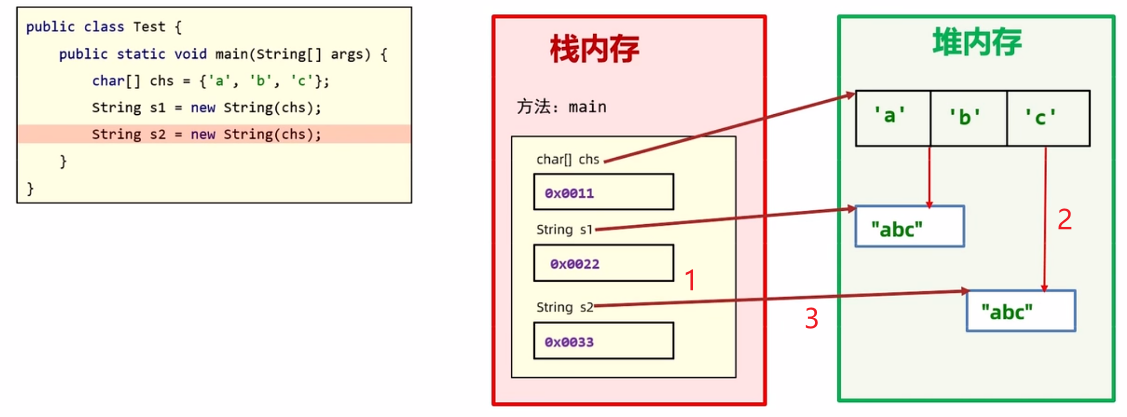 public class Test {
    public static void main(String[] args) {
        char[] chs = {'a', 'b', 'c'};
        String s1 = new String(chs);
        String s2 = new String(chs);
    }
}
栈内存
方法：main
char[] chs
0x0011
String s1
0x0022
1
String s2
0x0033
3
堆内存
'a' 'b' 'c'
"abc"
2
"abc"